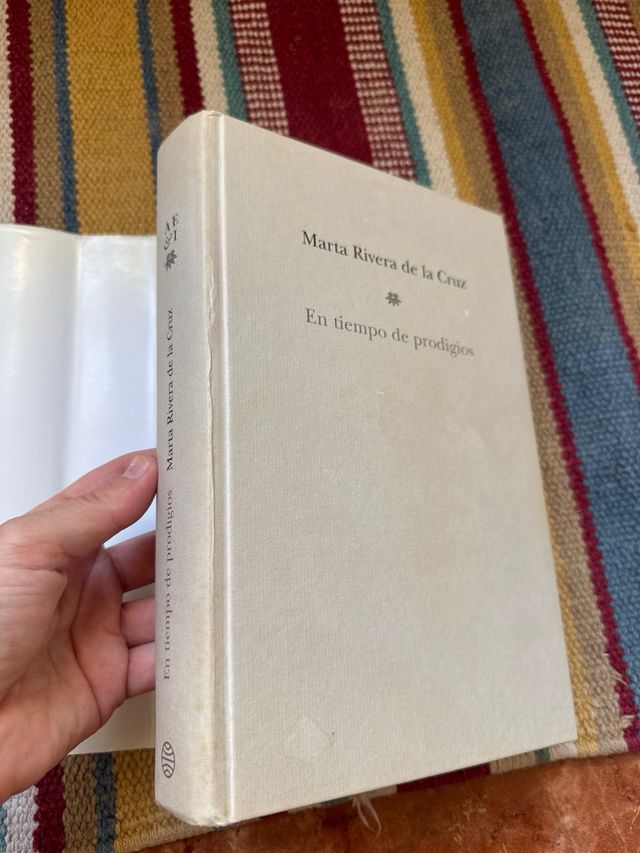 Marta Rivera de la Cruz
En tiempo de prodigios
A E
& I
Marta Rivera de la Cruz
En tiempo de prodigios